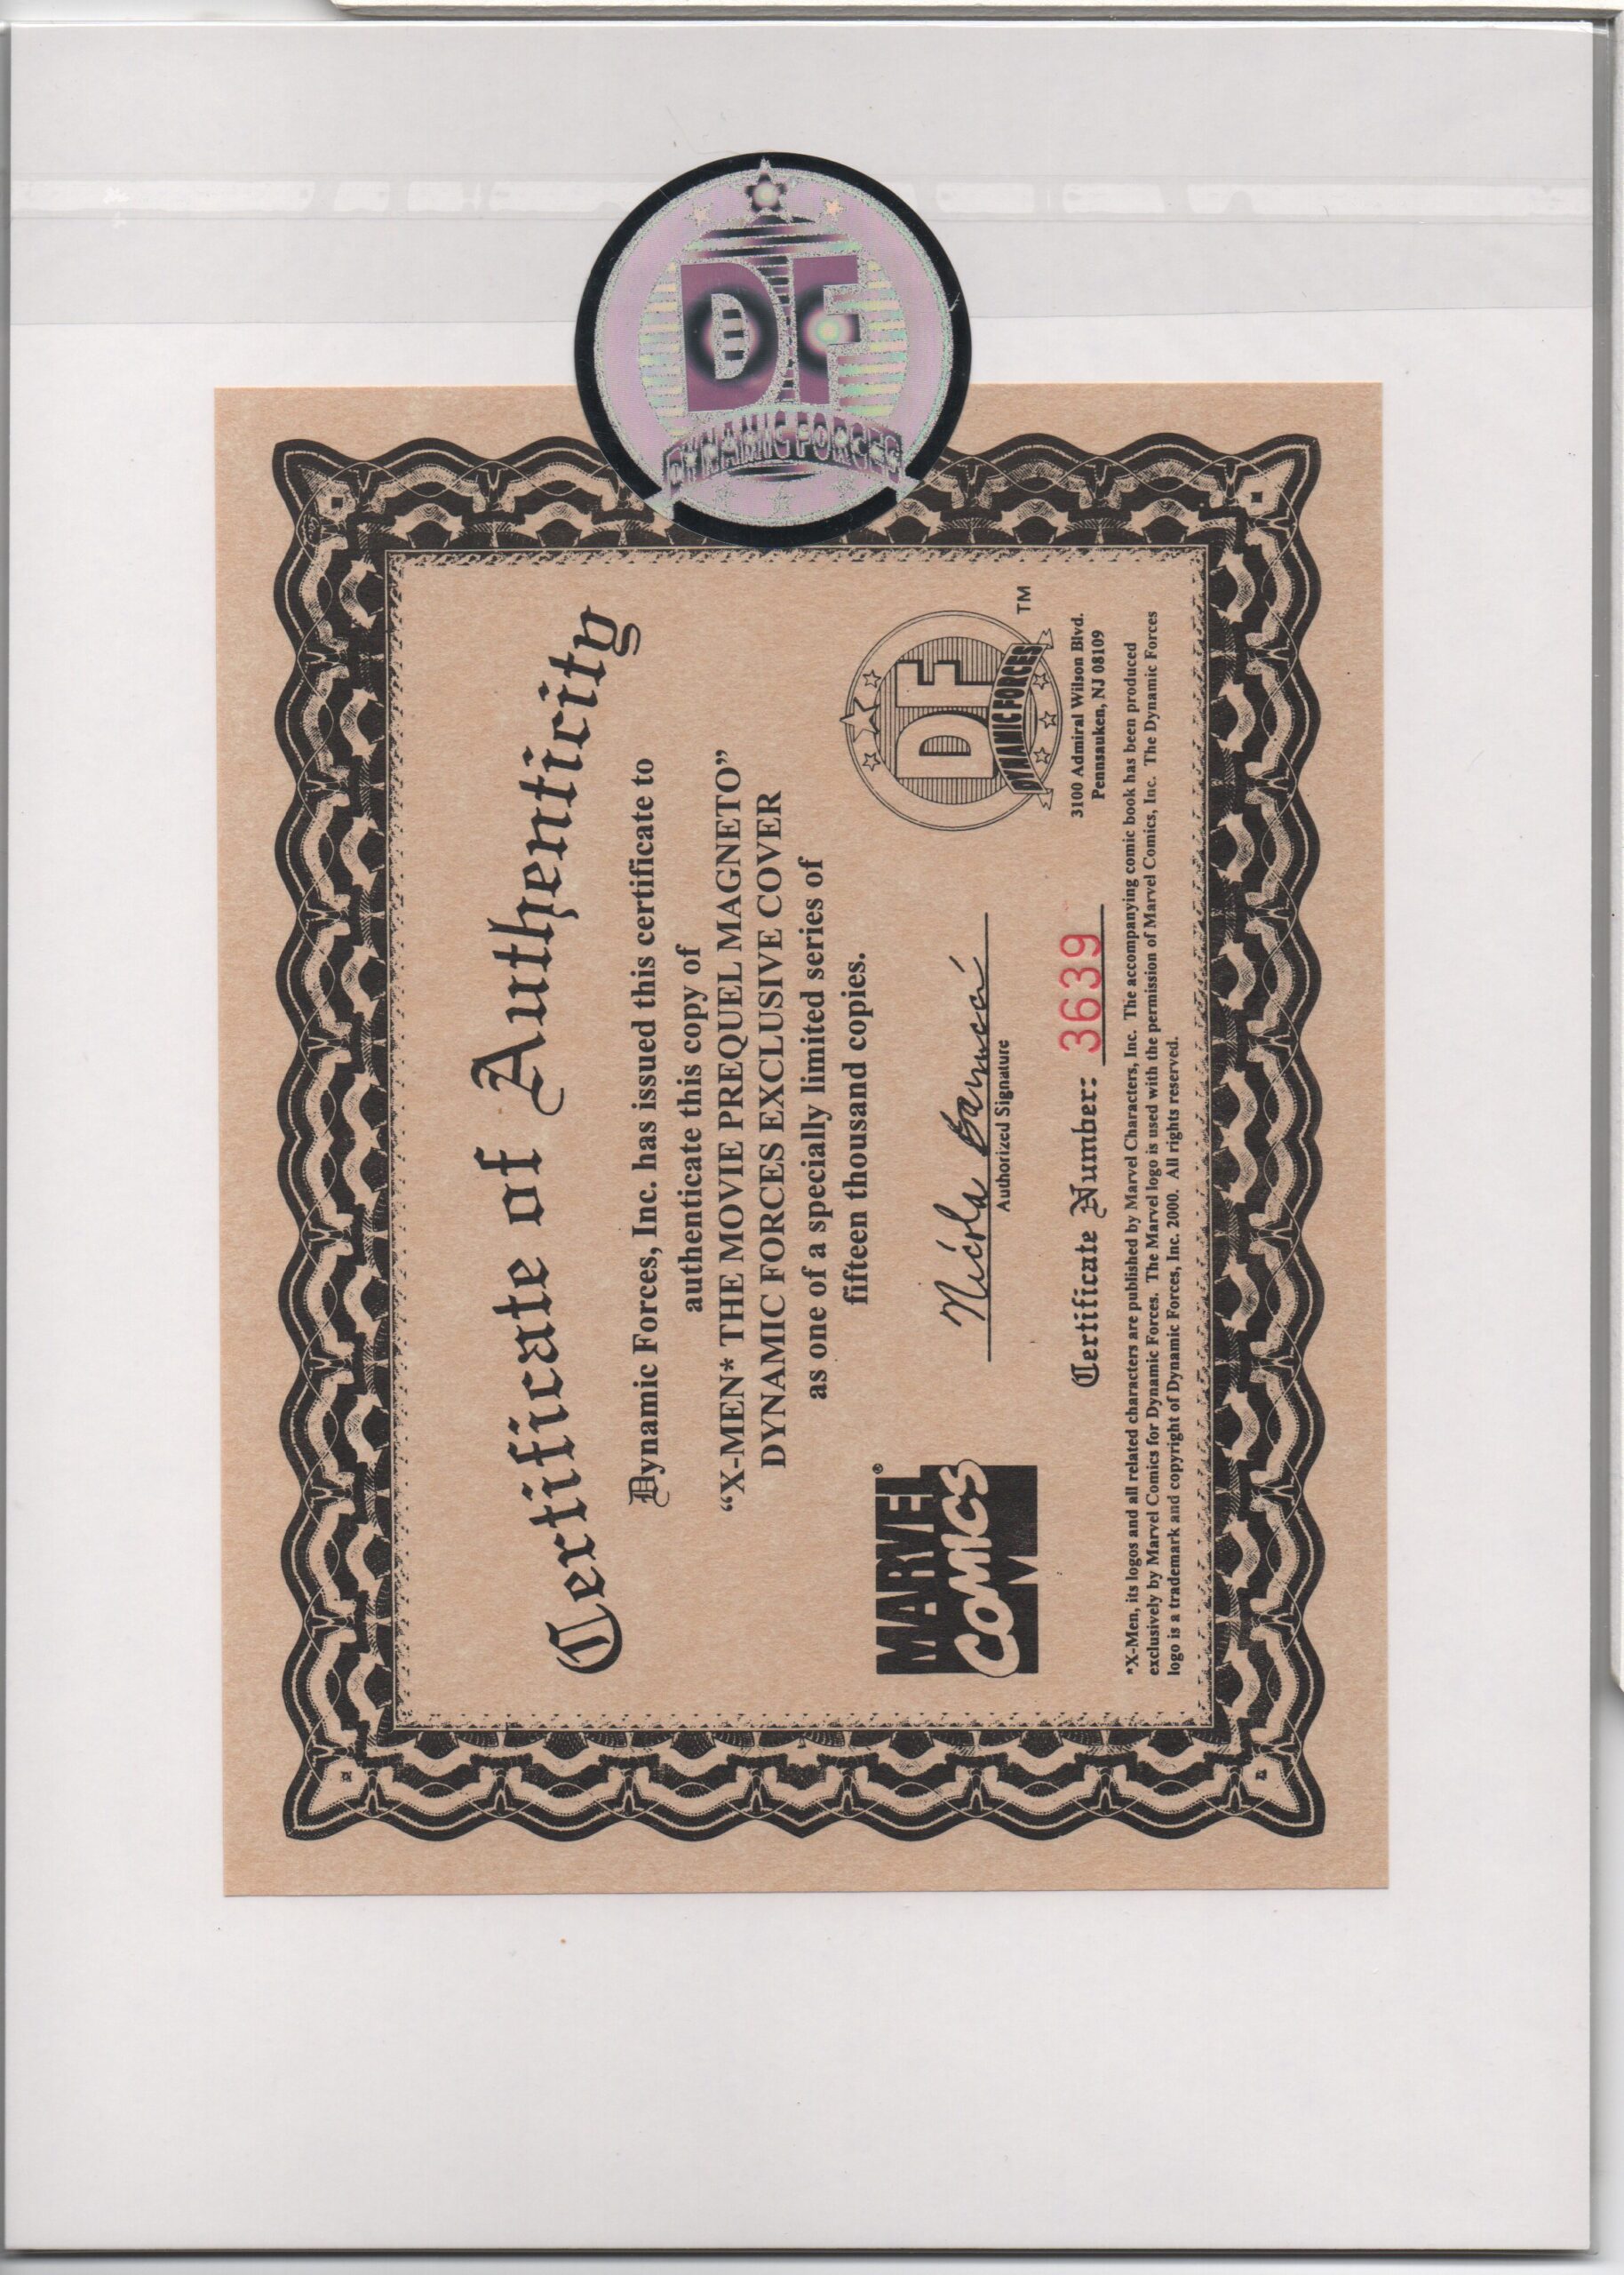 DF
DYNAMIC FORCES
Certificate of Authenticity
Dynamic Forces, Inc. has issued this certificate to
authenticate this copy of
“X-MEN* THE MOVIE PREQUEL MAGNETO”
DYNAMIC FORCES EXCLUSIVE COVER
as one of a specially limited series of
fifteen thousand copies.
MARVEL®
COMICS
Nicola
Authorized Signature
DF
DYNAMIC FORCES
TM
Certificate Number: 3639
3100 Admiral Wilson Blvd.
Pennsauken, NJ 08109
*X-Men, its logos and all related characters are published by Marvel Characters, Inc. The accompanying comic book has been produced
exclusively by Marvel Comics for Dynamic Forces. The Marvel logo is used with the permission of Marvel Comics, Inc. The Dynamic Forces
logo is a trademark and copyright of Dynamic Forces, Inc. 2000. All rights reserved.